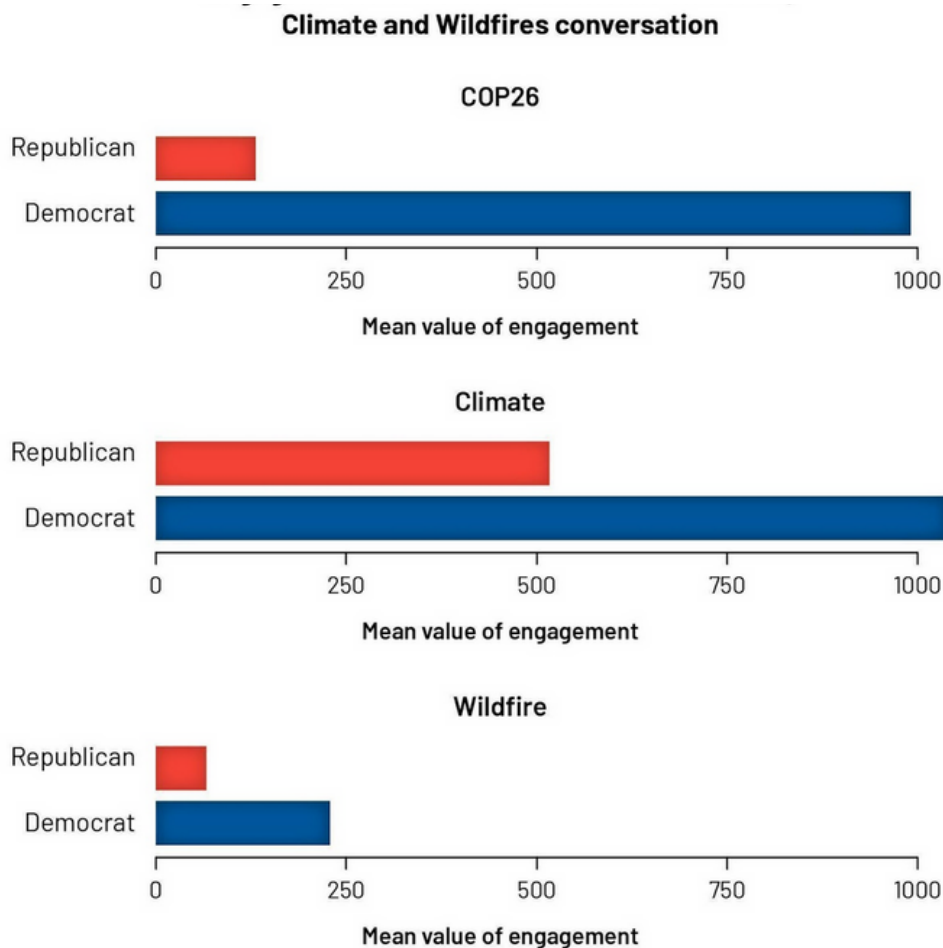 Climate and Wildfires conversation
COP26
Republican
Democrat
0 250 500 750 1000
Mean value of engagement
Climate
Republican
Democrat
0 250 500 750 1000
Mean value of engagement
Wildfire
Republican
Democrat
0 250 500 750 1000
Mean value of engagement